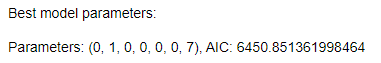 Best model parameters:
Parameters: (0, 1, 0, 0, 0, 0, 7), AIC: 6450.851361998464